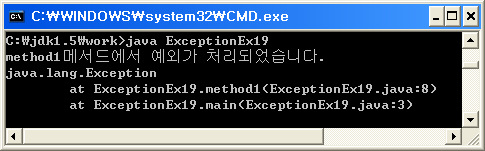 C:₩WINDOWS₩system32₩CMD.exe
C:₩jdk1.5₩work>java ExceptionEx19
method1메서드에서 예외가 처리되었습니다.
java.lang.Exception
        at ExceptionEx19.method1(ExceptionEx19.java:8)
        at ExceptionEx19.main(ExceptionEx19.java:3)